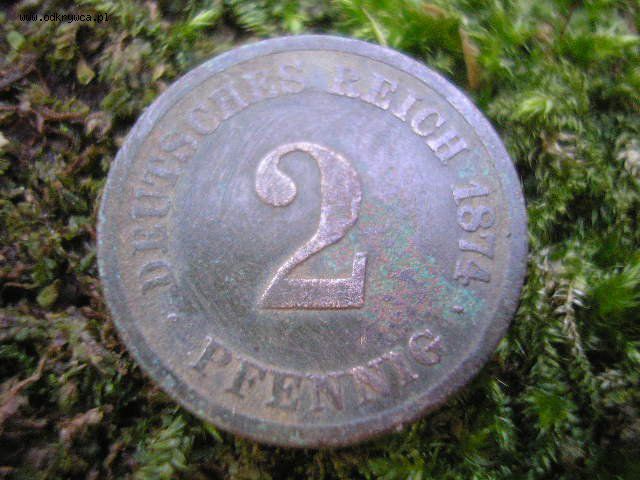 www.odkrywca.pl
DEUTSCHES REICH 1874
2
PFENNIG